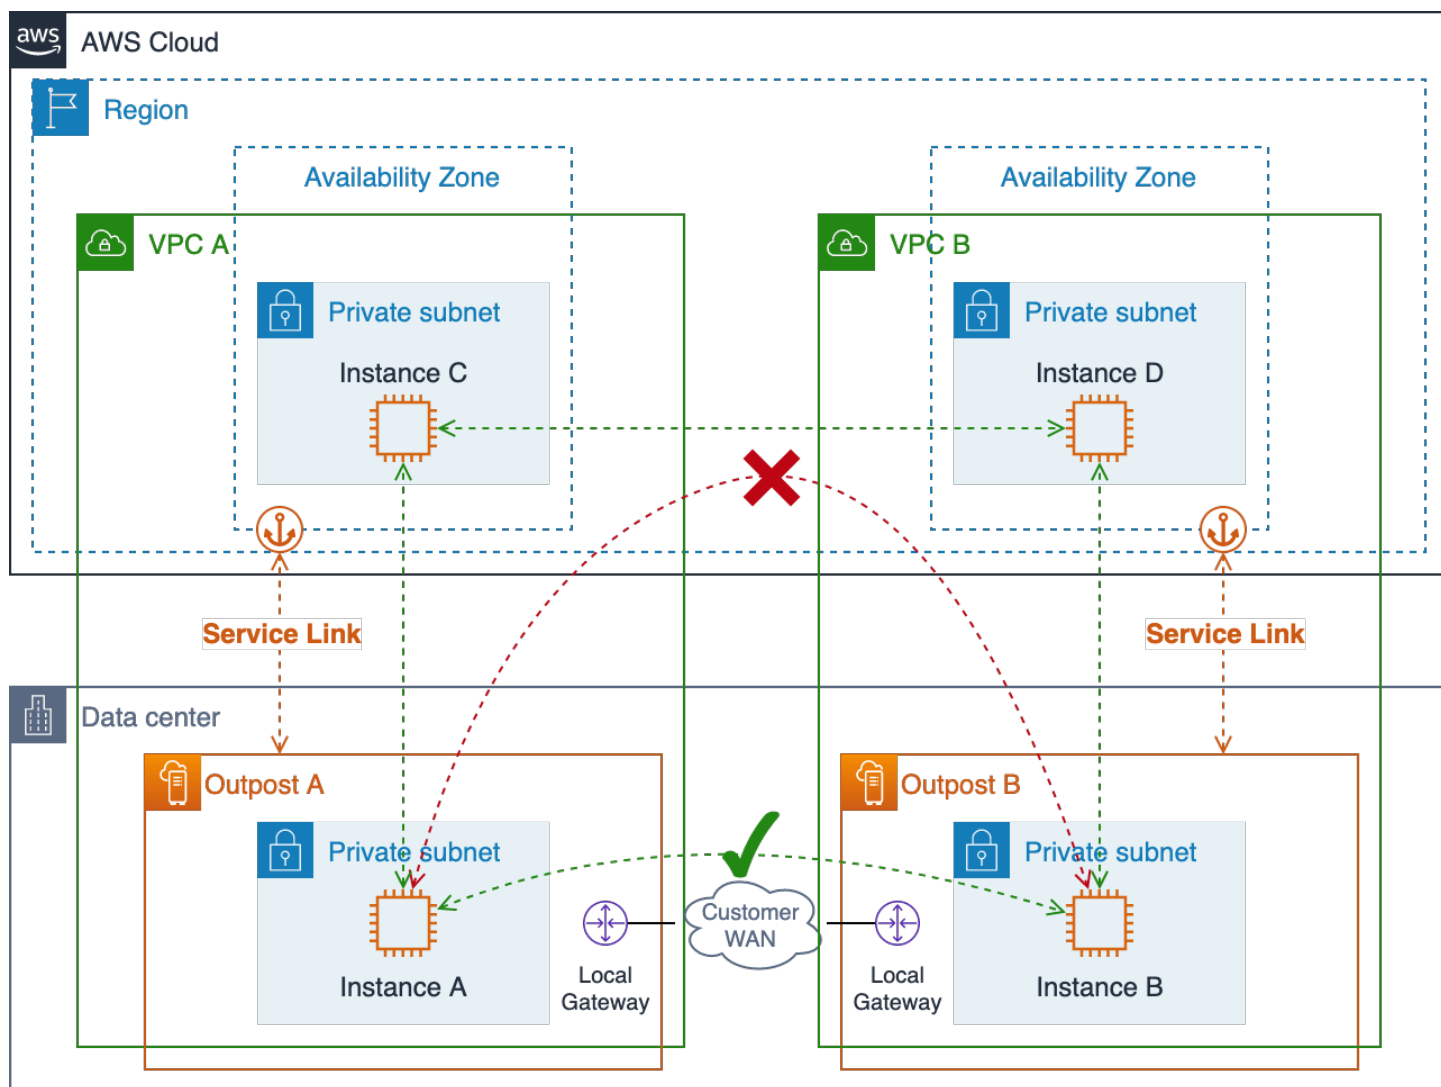 aws
AWS Cloud
Region
Availability Zone
Availability Zone
VPC A
VPC B
Private subnet
Private subnet
Instance C
Instance D
Service Link
Service Link
Data center
Outpost A
Outpost B
Private subnet
Private subnet
Customer
WAN
Instance A
Local
Gateway
Local
Gateway
Instance B